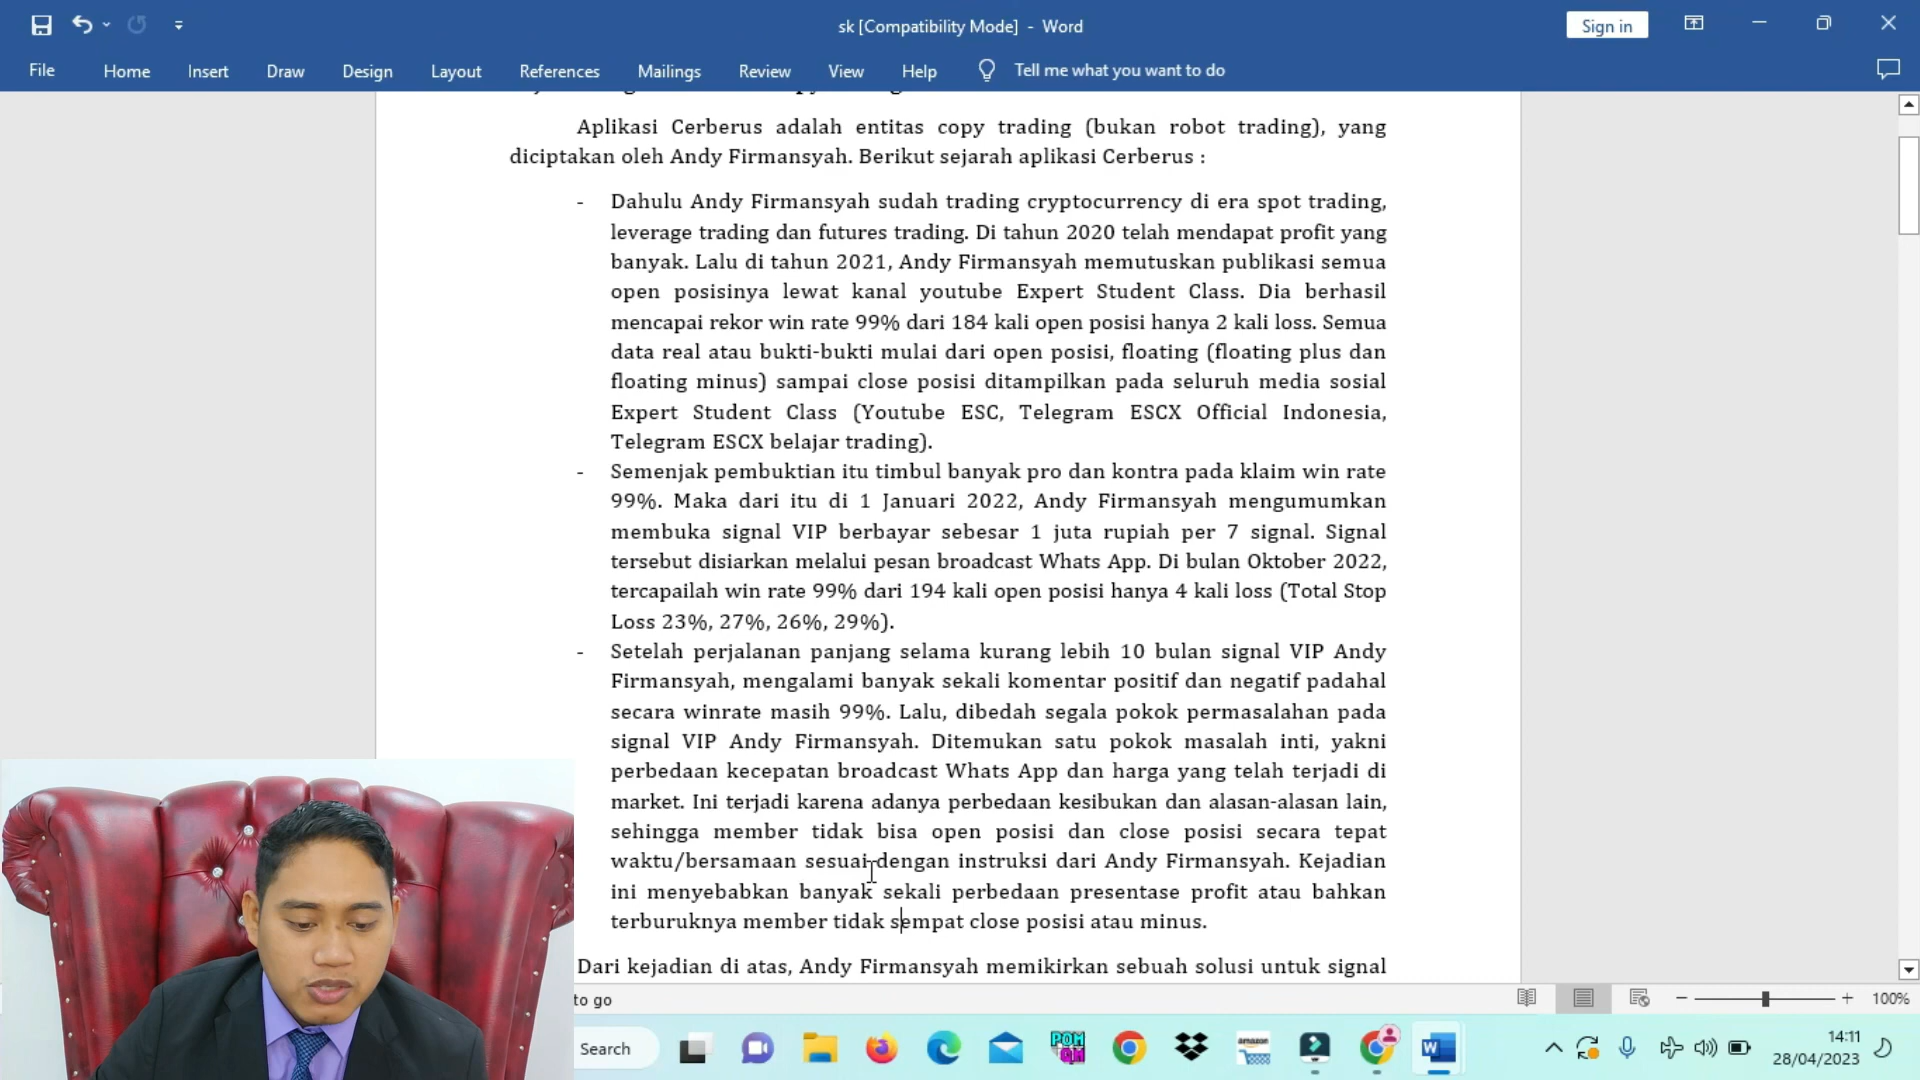 sk [Compatibility Mode] - Word
Sign in
File Home Insert Draw Design Layout References Mailings Review View Help Tell me what you want to do
Aplikasi Cerberus adalah entitas copy trading (bukan robot trading), yang
diciptakan oleh Andy Firmansyah. Berikut sejarah aplikasi Cerberus :
- Dahulu Andy Firmansyah sudah trading cryptocurrency di era spot trading,
leverage trading dan futures trading. Di tahun 2020 telah mendapat profit yang
banyak. Lalu di tahun 2021, Andy Firmansyah memutuskan publikasi semua
open posisinya lewat kanal youtube Expert Student Class. Dia berhasil
mencapai rekor win rate 99% dari 184 kali open posisi hanya 2 kali loss. Semua
data real atau bukti-bukti mulai dari open posisi, floating (floating plus dan
floating minus) sampai close posisi ditampilkan pada seluruh media sosial
Expert Student Class (Youtube ESC, Telegram ESCX Official Indonesia,
Telegram ESCX belajar trading).
- Semenjak pembuktian itu timbul banyak pro dan kontra pada klaim win rate
99%. Maka dari itu di 1 Januari 2022, Andy Firmansyah mengumumkan
membuka signal VIP berbayar sebesar 1 juta rupiah per 7 signal. Signal
tersebut disiarkan melalui pesan broadcast Whats App. Di bulan Oktober 2022,
tercapailah win rate 99% dari 194 kali open posisi hanya 4 kali loss (Total Stop
Loss 23%, 27%, 26%, 29%).
- Setelah perjalanan panjang selama kurang lebih 10 bulan signal VIP Andy
Firmansyah, mengalami banyak sekali komentar positif dan negatif padahal
secara winrate masih 99%. Lalu, dibedah segala pokok permasalahan pada
signal VIP Andy Firmansyah. Ditemukan satu pokok masalah inti, yakni
perbedaan kecepatan broadcast Whats App dan harga yang telah terjadi di
market. Ini terjadi karena adanya perbedaan kesibukan dan alasan-alasan lain,
sehingga member tidak bisa open posisi dan close posisi secara tepat
waktu/bersamaan sesuai dengan instruksi dari Andy Firmansyah. Kejadian
ini menyebabkan banyak sekali perbedaan presentase profit atau bahkan
terburuknya member tidak sempat close posisi atau minus.
Dari kejadian di atas, Andy Firmansyah memikirkan sebuah solusi untuk signal
to go
100%
Search
amazon
14:11
28/04/2023